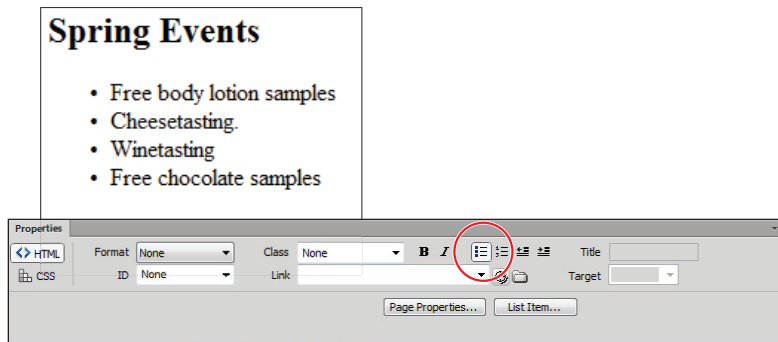 Spring Events
• Free body lotion samples
• Cheesetasting.
• Winetasting
• Free chocolate samples
Properties
<> HTML Format None Class None B I Title
CSS ID None Link Target
Page Properties... List Item...